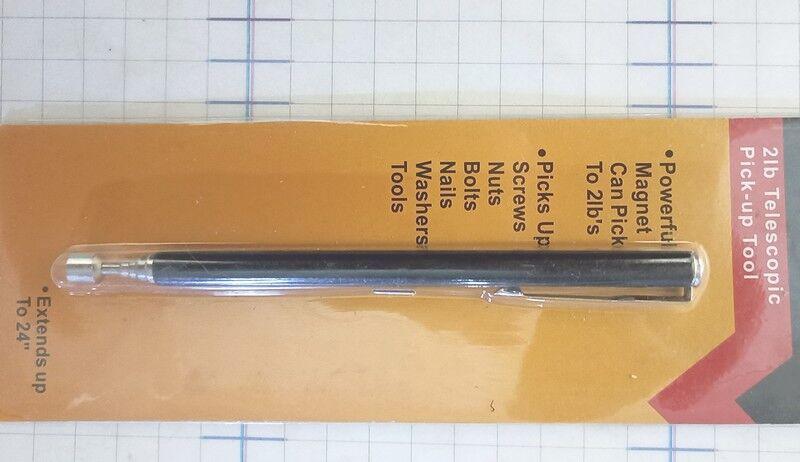 2lb Telescopic
Pick-up Tool
•Powerful
Magnet
Can Pick
To 2lb's
•Picks Up
Screws
Nuts
Bolts
Nails
Washers
Tools
•Extends up
To 24"